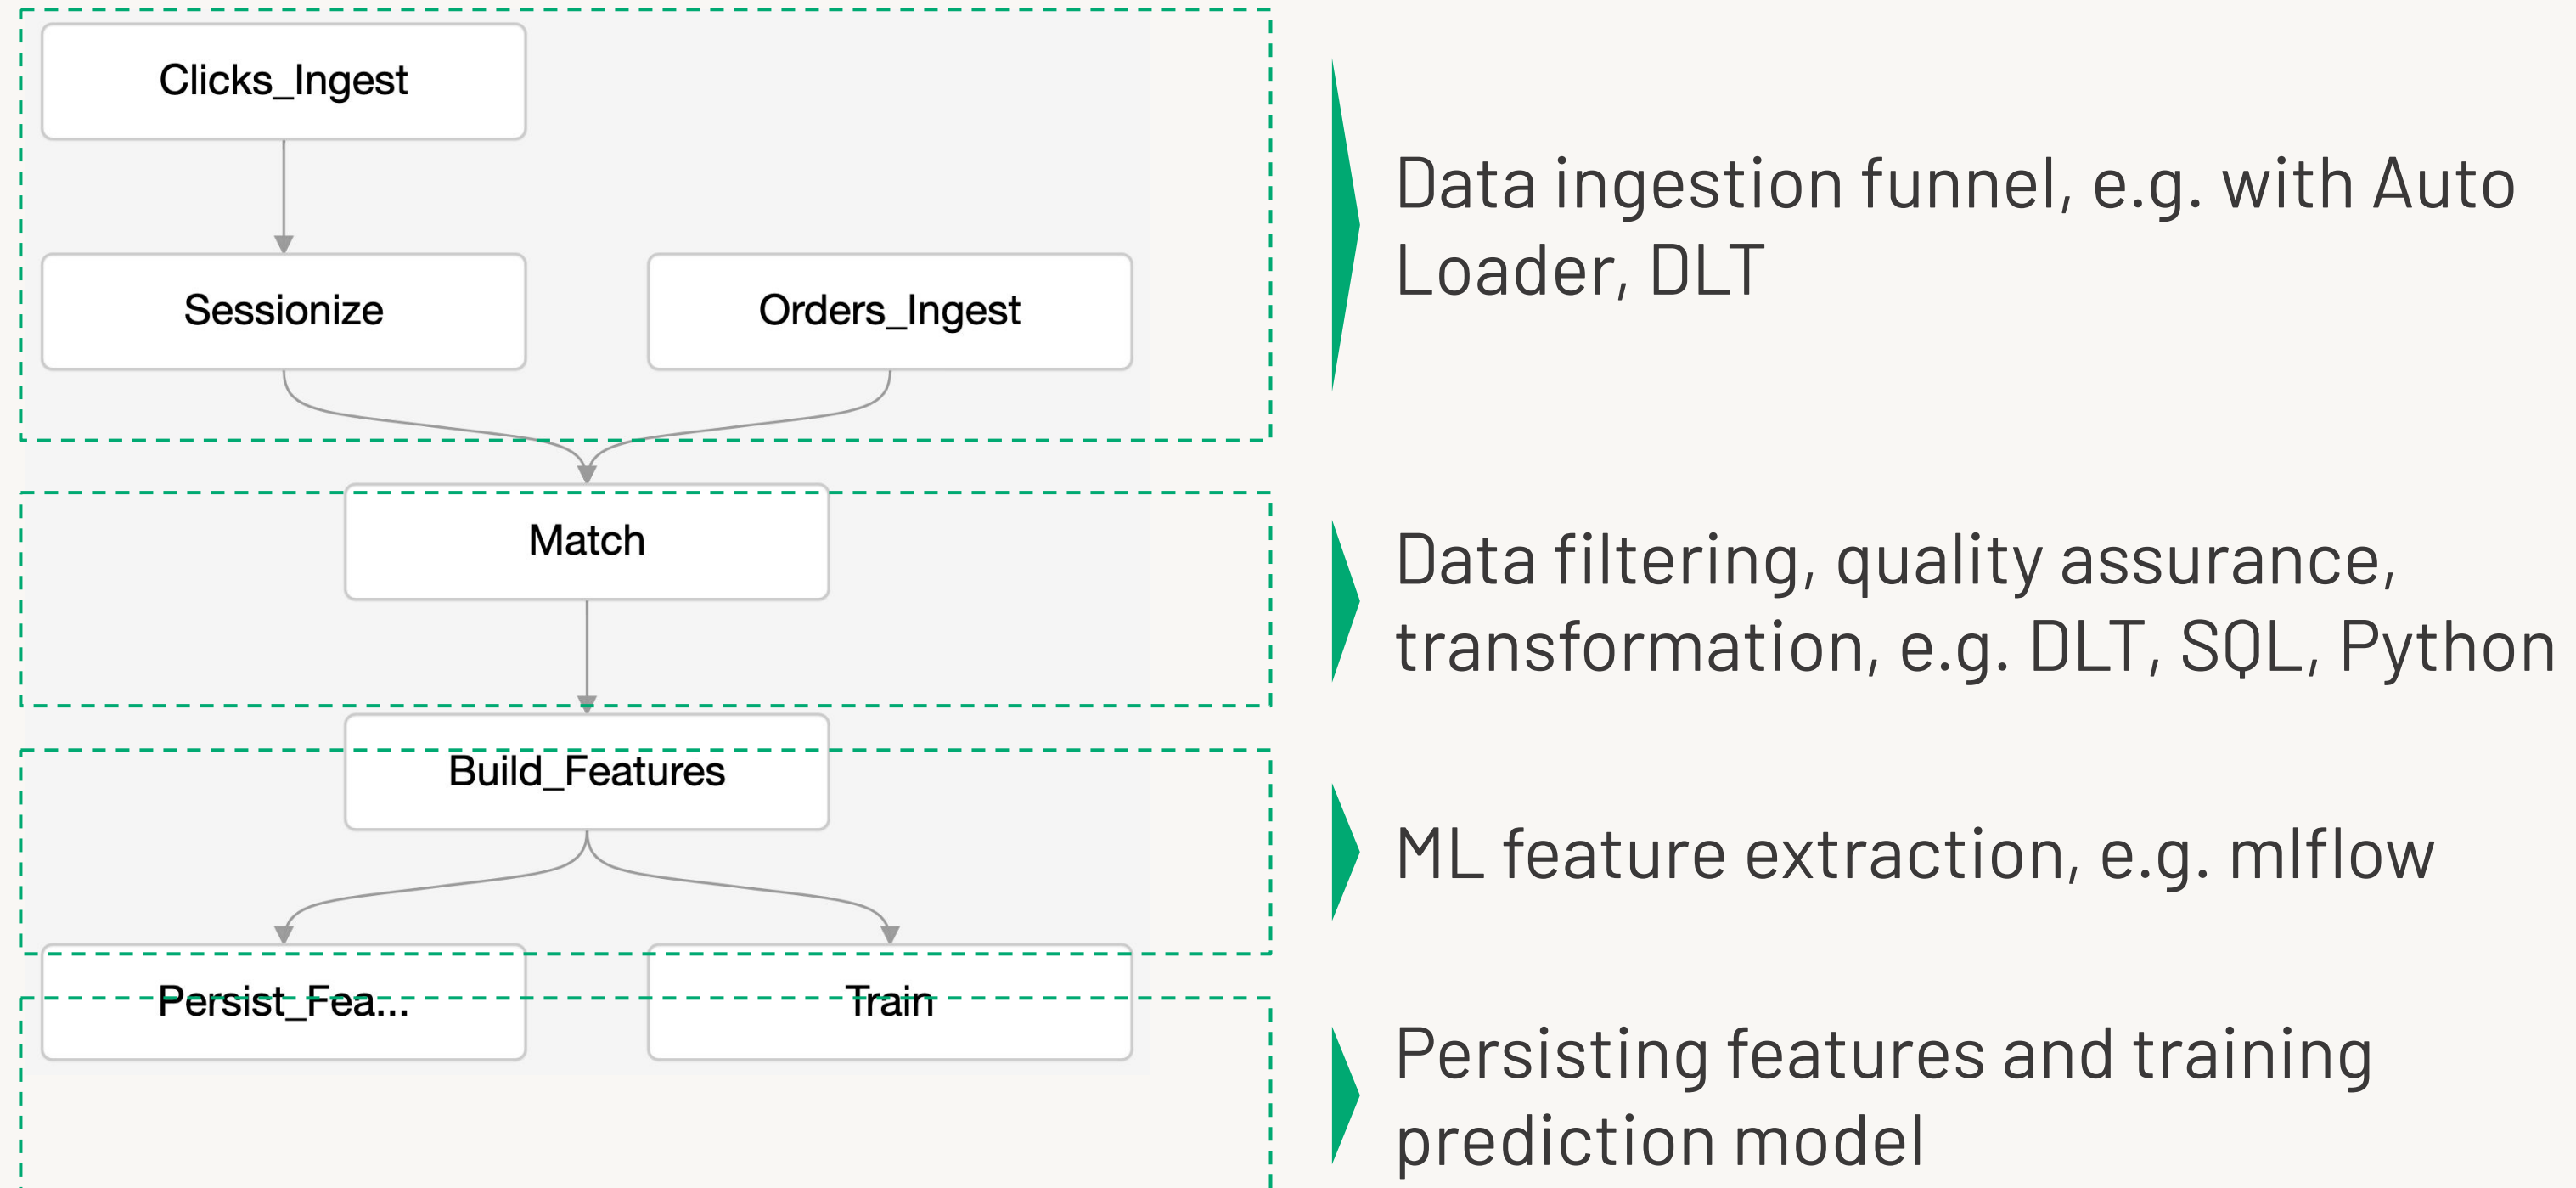 Clicks_Ingest
Sessionize
Orders_Ingest
Match
Build_Features
Persist_Fea...
Train
Data ingestion funnel, e.g. with Auto
Loader, DLT
Data filtering, quality assurance,
transformation, e.g. DLT, SQL, Python
ML feature extraction, e.g. mlflow
Persisting features and training
prediction model